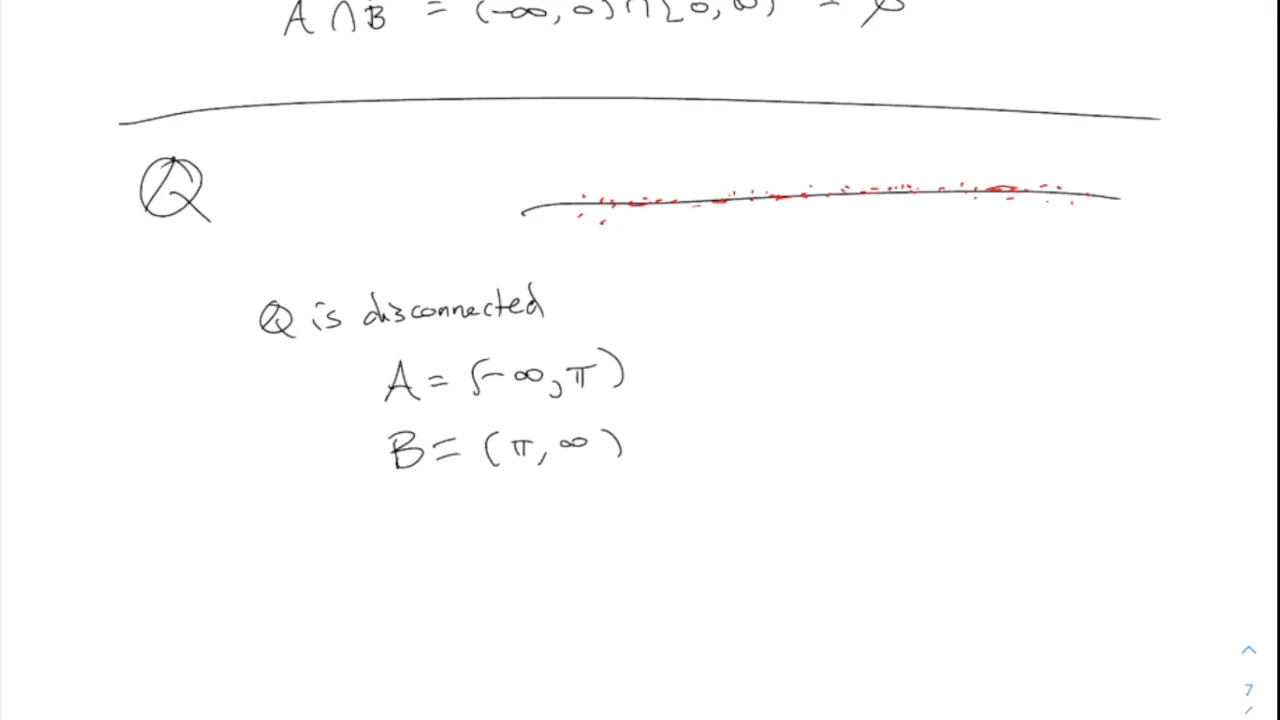 A ∩ B = (-∞, 0) ∩ [0, ∞) = ∅
ℚ
ℚ is disconnected
A = (-∞, π)
B = (π, ∞)
7